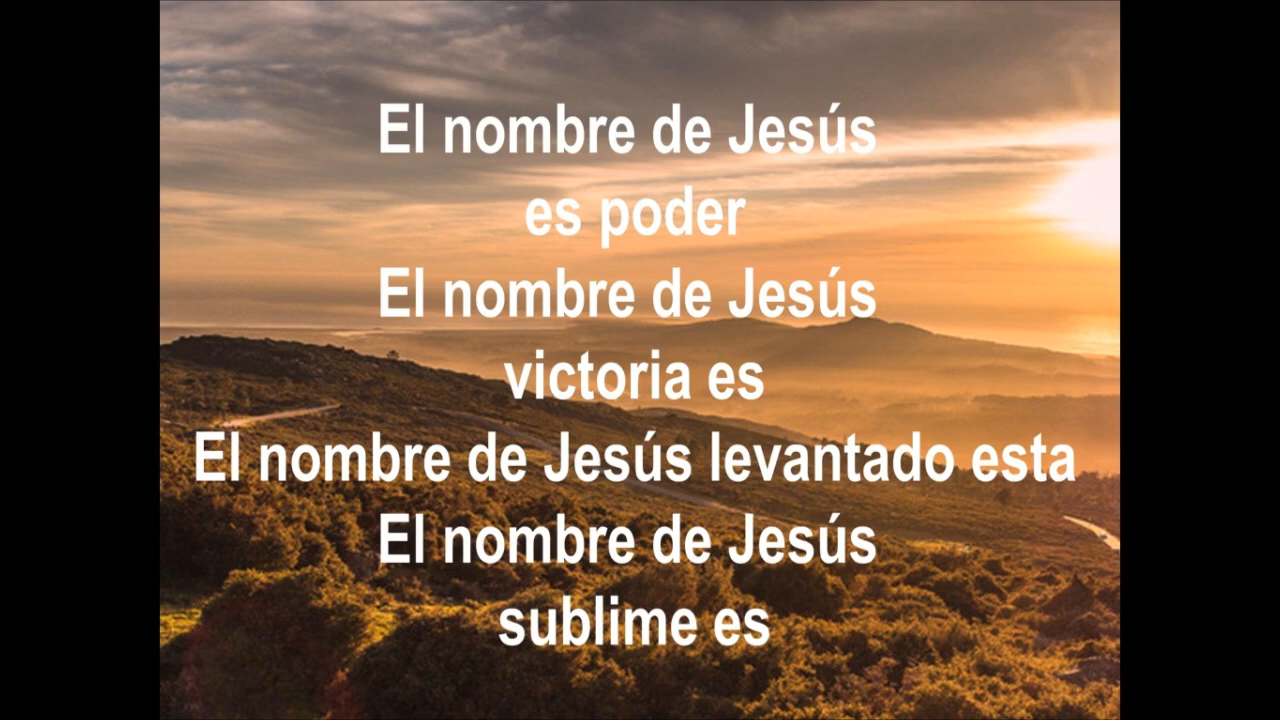 El nombre de Jesús
es poder
El nombre de Jesús
victoria es
El nombre de Jesús levantado esta
El nombre de Jesús
sublime es